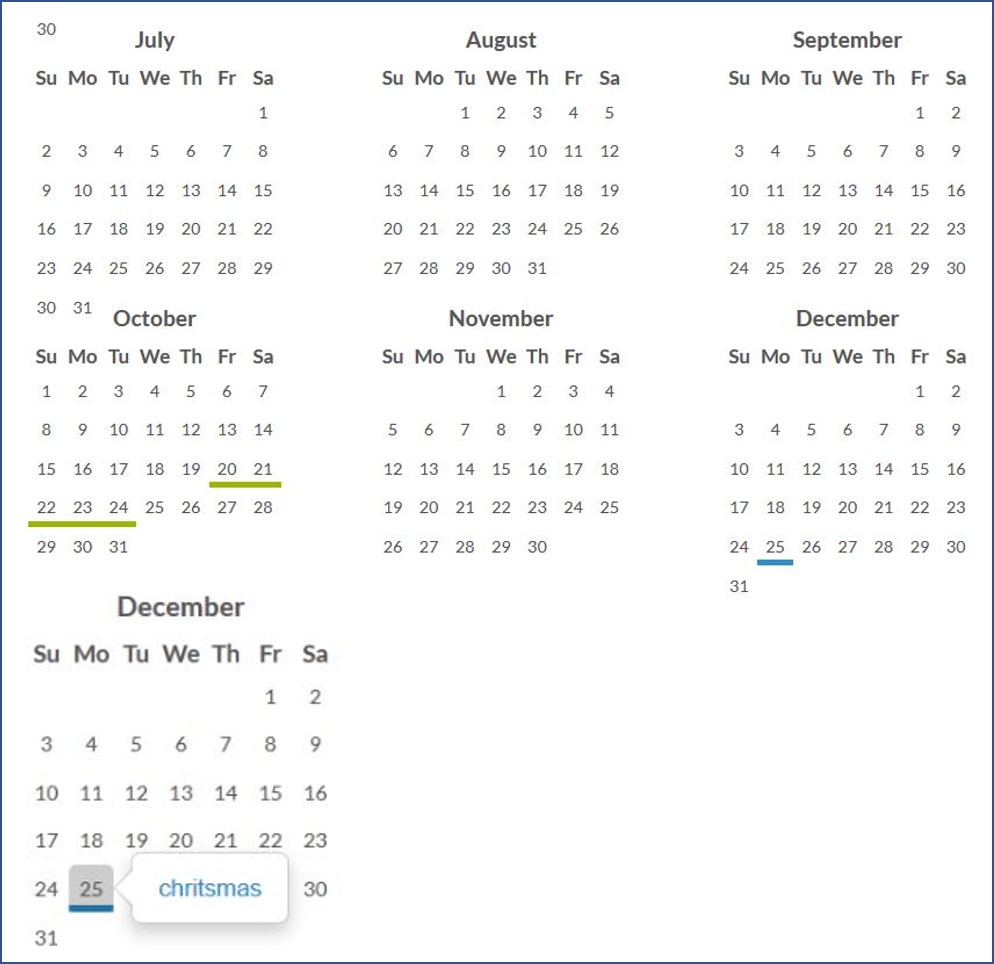 30
July August September
Su Mo Tu We Th Fr Sa Su Mo Tu We Th Fr Sa Su Mo Tu We Th Fr Sa
1 1 2 3 4 5 1 2
2 3 4 5 6 7 8 6 7 8 9 10 11 12 3 4 5 6 7 8 9
9 10 11 12 13 14 15 13 14 15 16 17 18 19 10 11 12 13 14 15 16
16 17 18 19 20 21 22 20 21 22 23 24 25 26 17 18 19 20 21 22 23
23 24 25 26 27 28 29 27 28 29 30 31 24 25 26 27 28 29 30
30 31
October November December
Su Mo Tu We Th Fr Sa Su Mo Tu We Th Fr Sa Su Mo Tu We Th Fr Sa
1 2 3 4 5 6 7 1 2 3 4 1 2
8 9 10 11 12 13 14 5 6 7 8 9 10 11 3 4 5 6 7 8 9
15 16 17 18 19 20 21 12 13 14 15 16 17 18 10 11 12 13 14 15 16
22 23 24 25 26 27 28 19 20 21 22 23 24 25 17 18 19 20 21 22 23
29 30 31 26 27 28 29 30 24 25 26 27 28 29 30
31
December
Su Mo Tu We Th Fr Sa
1 2
3 4 5 6 7 8 9
10 11 12 13 14 15 16
17 18 19 20 21 22 23
24 25 chritsmas 30
31